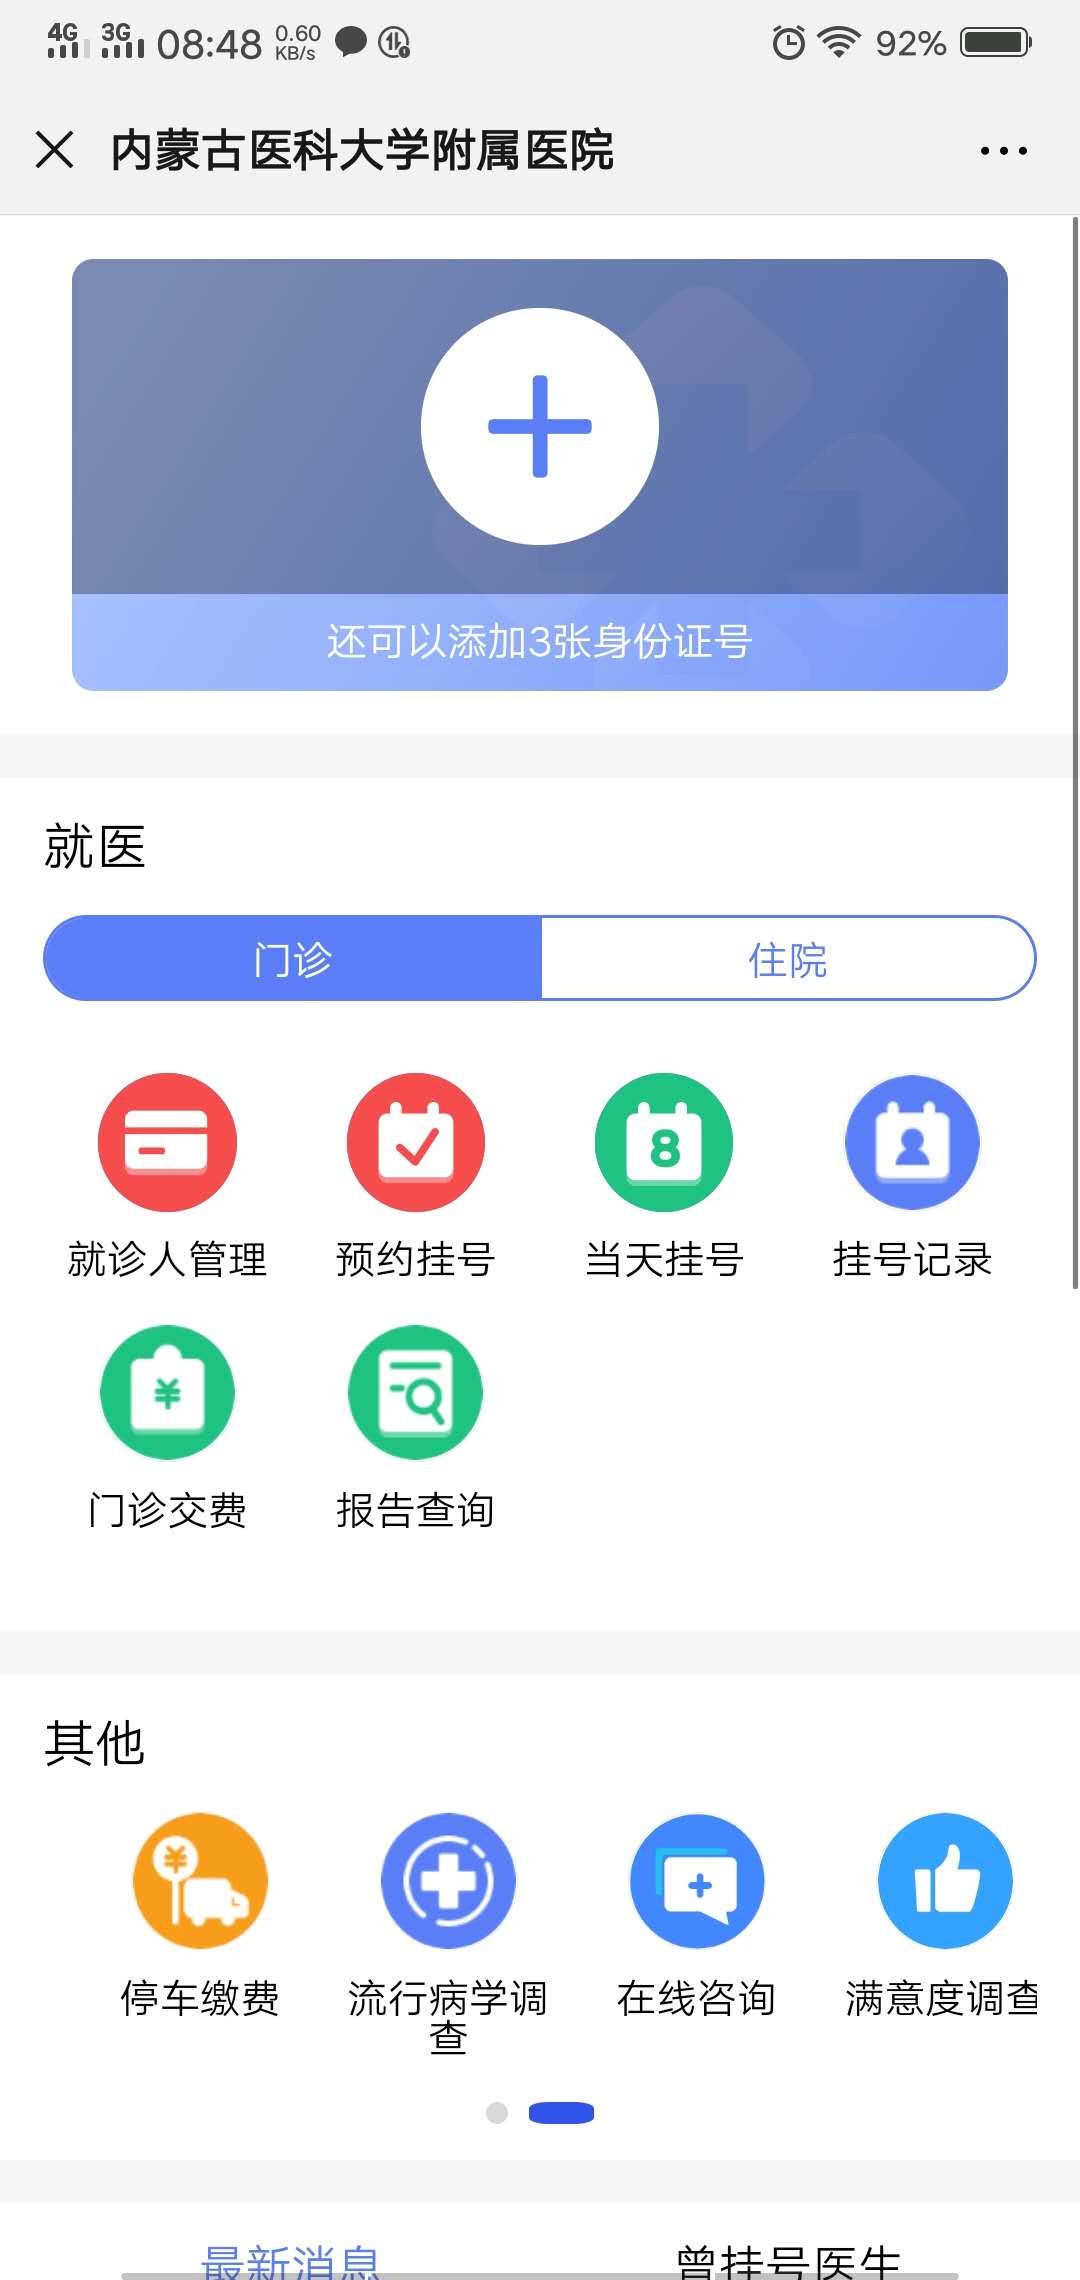 4G 3G 08:48 0.60 KB/s 92%
内蒙古医科大学附属医院
还可以添加3张身份证号
就医
门诊 住院
8
就诊人管理 预约挂号 当天挂号 挂号记录
¥
门诊交费 报告查询
其他
¥
停车缴费 流行病学调 在线咨询 满意度调查
查
最新消息 曾挂号医生